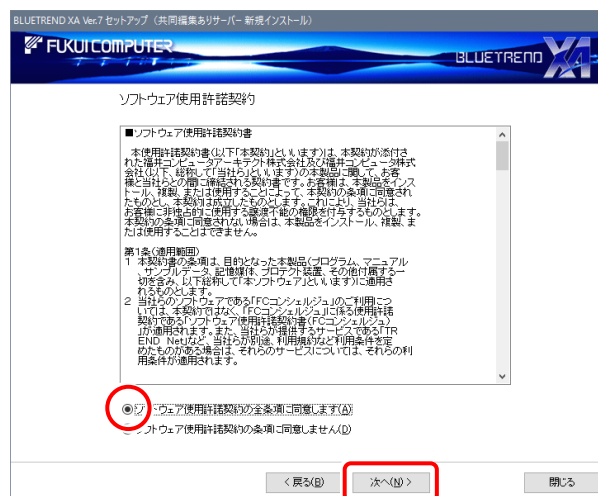 BLUETREND XA Ver.7 セットアップ（共同編集ありサーバー 新規インストール）
FUKUI COMPUTER
BLUETREND XA
ソフトウェア使用許諾契約
■ソフトウェア使用許諾契約書
本使用許諾契約書(以下「本契約」といいます)は、本契約が添付さ
れた福井コンピュータアーキテクト株式会社及び福井コンピュータ株式
会社(以下、総称して「当社ら」といいます)の本製品に関して、お客
様と当社らとの間に締結される契約書です。お客様は、本製品をインス
トール、複製、または使用することによって、本契約の条項に同意され
たものとし、本契約は成立したものとします。これにより、当社らは、
お客様に非独占的に使用する譲渡不能の権限を付与するものとします。
本契約の条項に同意されない場合は、本製品をインストール、複製、ま
たは使用することはできません。
第1条(適用範囲)
1 本契約書の条項は、目的となった本製品(プログラム、マニュアル
、サンプルデータ、記憶媒体、プロテクト装置、その他付属する一
切を含み、以下総称して「本ソフトウェア」といいます)に適用さ
れるものとします。
2 当社らのソフトウェアである「FCコンシェルジュ」のご利用につ
いては、本契約ではなく、「FCコンシェルジュ」に係る使用許諾
契約である「ソフトウェア使用許諾契約書(FCコンシェルジュ)
」が適用されます。また、当社らが提供するサービスである「TR
END Net」など、当社らが別途、利用規約など利用条件を定
めたものがある場合は、それらのサービスについては、それらの利
用条件が適用されます。
ソフトウェア使用許諾契約の全条項に同意します(A)
ソフトウェア使用許諾契約の条項に同意しません(D)
< 戻る(B) 次へ(N) > 閉じる